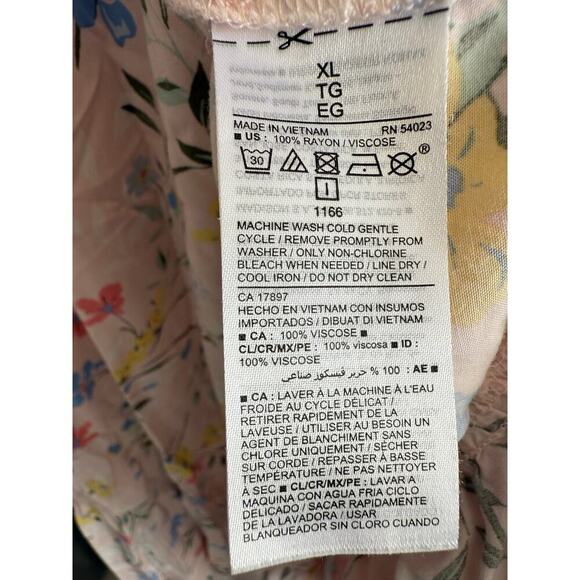 XL
TG
EG
MADE IN VIETNAM RN 54023
■ US : 100% RAYON / VISCOSE
30 ®
1166
MACHINE WASH COLD GENTLE
CYCLE / REMOVE PROMPTLY FROM
WASHER / ONLY NON-CHLORINE
BLEACH WHEN NEEDED / LINE DRY /
COOL IRON / DO NOT DRY CLEAN
CA 17897
HECHO EN VIETNAM CON INSUMOS
IMPORTADOS / DIBUAT DI VIETNAM
■ CA : 100% VISCOSE ■
CL/CR/MX/PE : 100% viscosa ■ ID :
100% VISCOSE
■ AE : 100 % حرير فيسكوز صناعي
■ CA : LAVER À LA MACHINE À L'EAU
FROIDE AU CYCLE DÉLICAT /
RETIRER RAPIDEMENT DE LA
LAVEUSE / UTILISER AU BESOIN UN
AGENT DE BLANCHIMENT SANS
CHLORE UNIQUEMENT / SÉCHER
SUR CORDE / REPASSER À BASSE
TEMPÉRATURE / NE PAS NETTOYER
À SEC ■ CL/CR/MX/PE : LAVAR A
MAQUINA CON AGUA FRIA CICLO
DELICADO / SACAR RAPIDAMENTE
DE LA LAVADORA / USAR
BLANQUEADOR SIN CLORO CUANDO